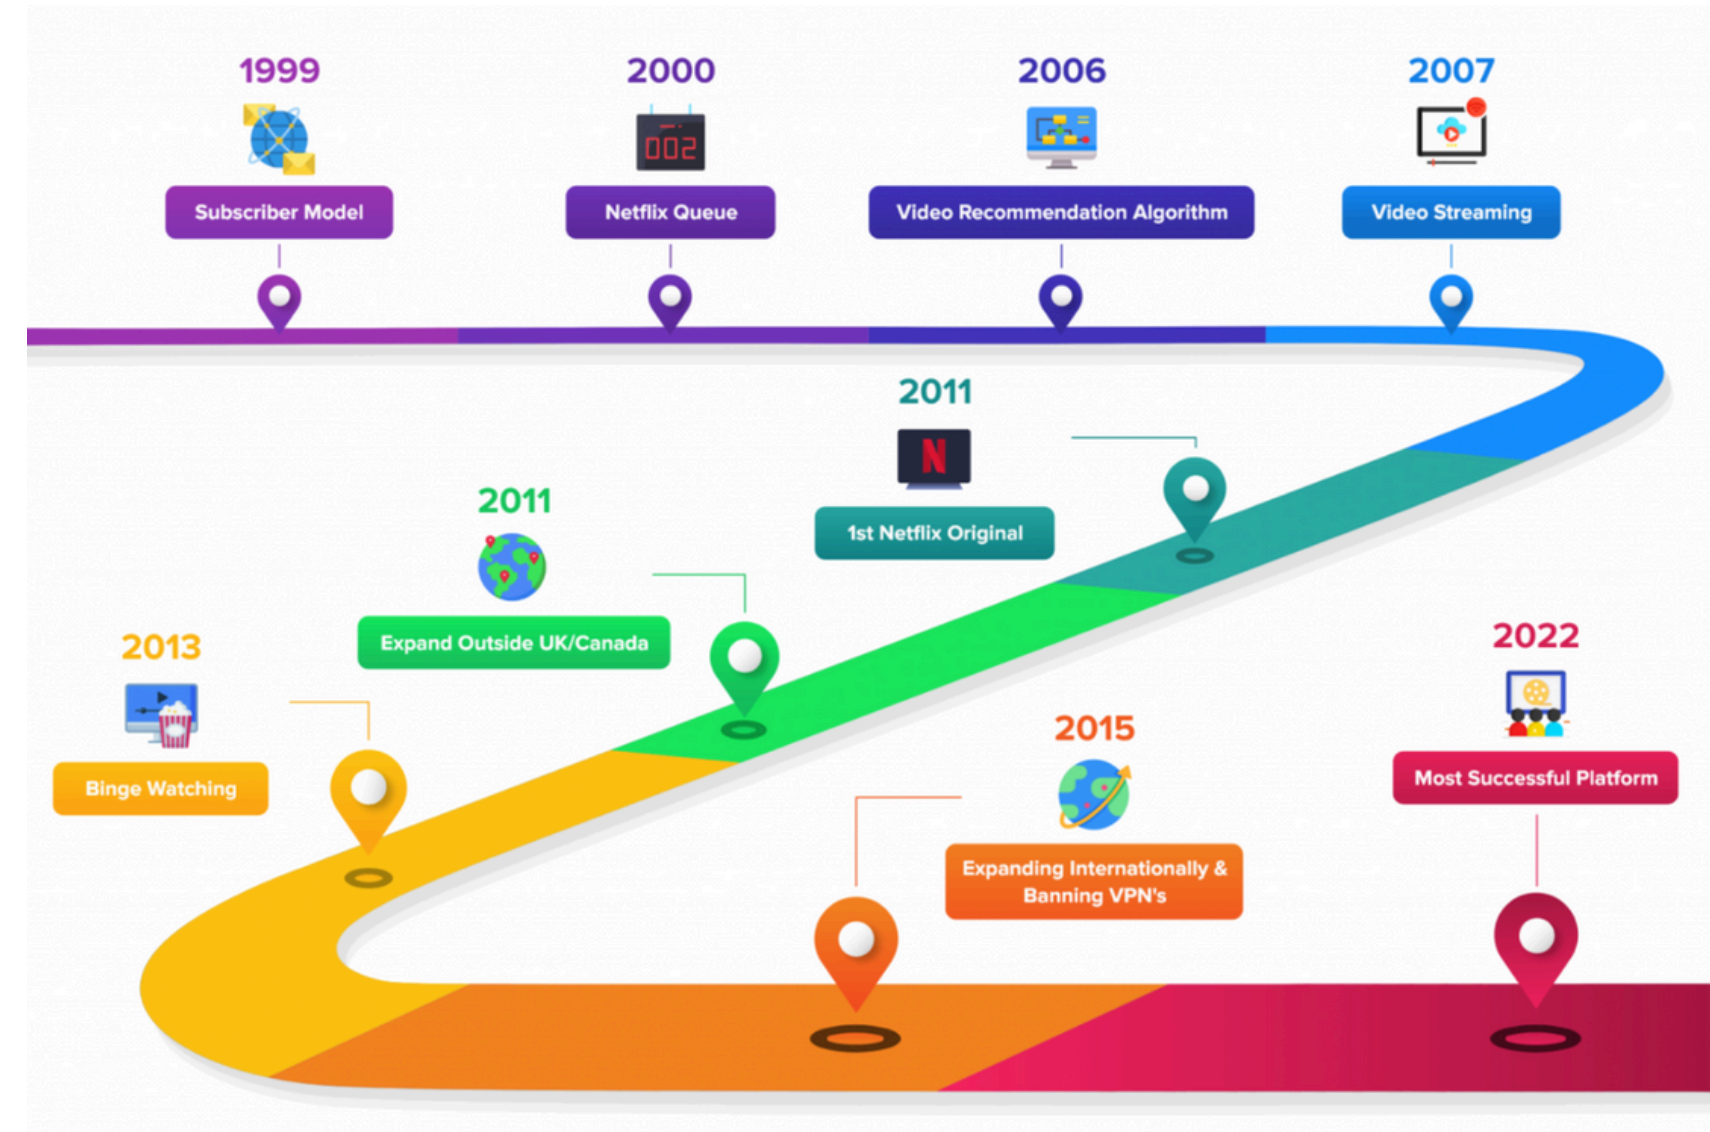 1999
Subscriber Model
2000
002
Netflix Queue
2006
Video Recommendation Algorithm
2007
Video Streaming
2011
N
1st Netflix Original
2011
Expand Outside UK/Canada
2013
Binge Watching
2015
Expanding Internationally &
Banning VPN's
2022
Most Successful Platform